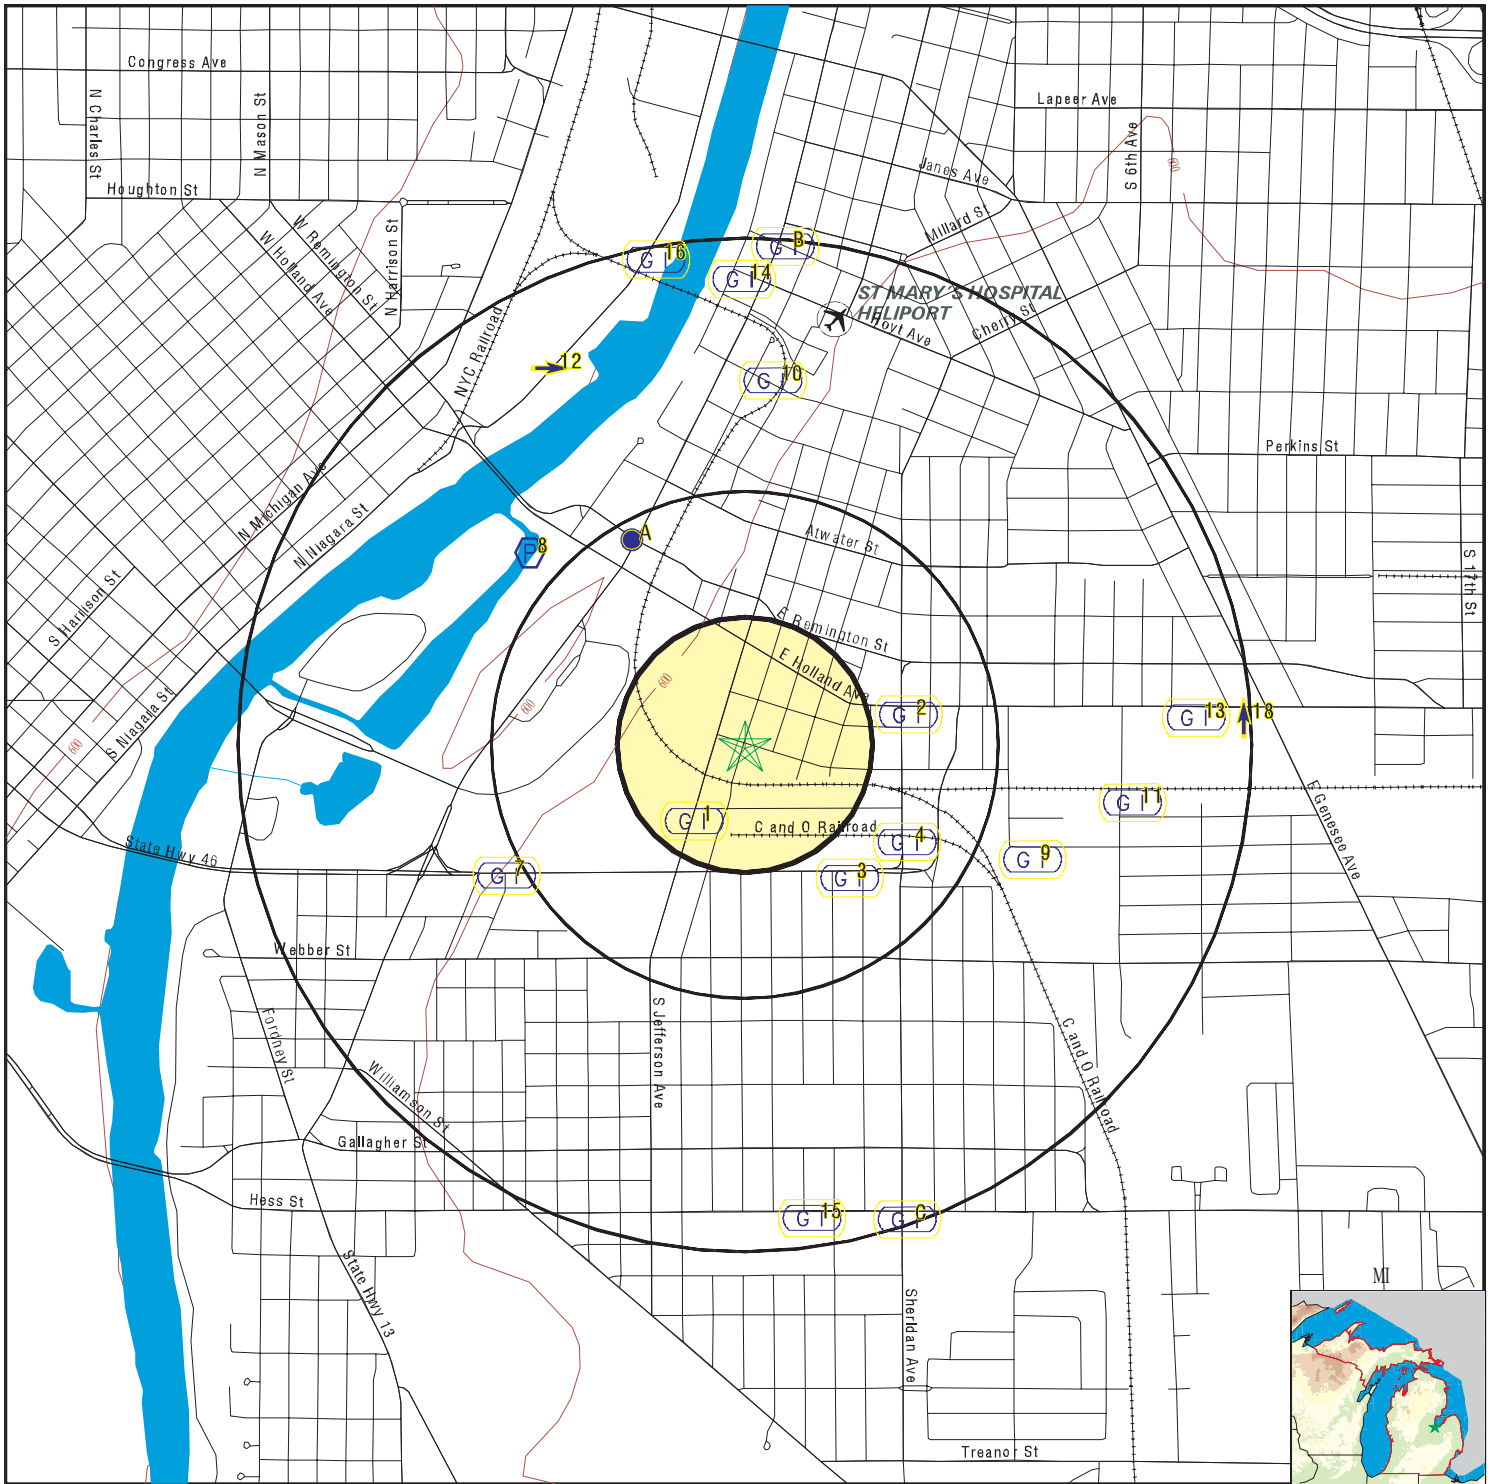 Congress Ave
N Charles St
N Mason St
Lapeer Ave
S 6th Ave
Janes Ave
600
Houghton St
W Remington St
W Holland Ave
N Harrison St
Millard St
G I 16
G I B
G I 14
ST MARY'S HOSPITAL
HELIPORT
Hoyt Ave
Cherry St
NYC Railroad
12
G I 10
Perkins St
N Michigan Ave
N Niagara St
A
P 8
Atwater St
S 17th St
S Harrison St
E Remington St
E Holland Ave
600
600
S Niagara St
600
G I 2
G I 13
18
G I 11
E Genesee Ave
G I 1
C and O Railroad
G I 4
State Hwy 46
G I 7
G I 3
G I 9
Webber St
Fordney St
S Jefferson Ave
C and O Railroad
Williamson St
Gallagher St
Hess St
G I 15
G I C
State Hwy 13
Sheridan Ave
MI
Treanor St